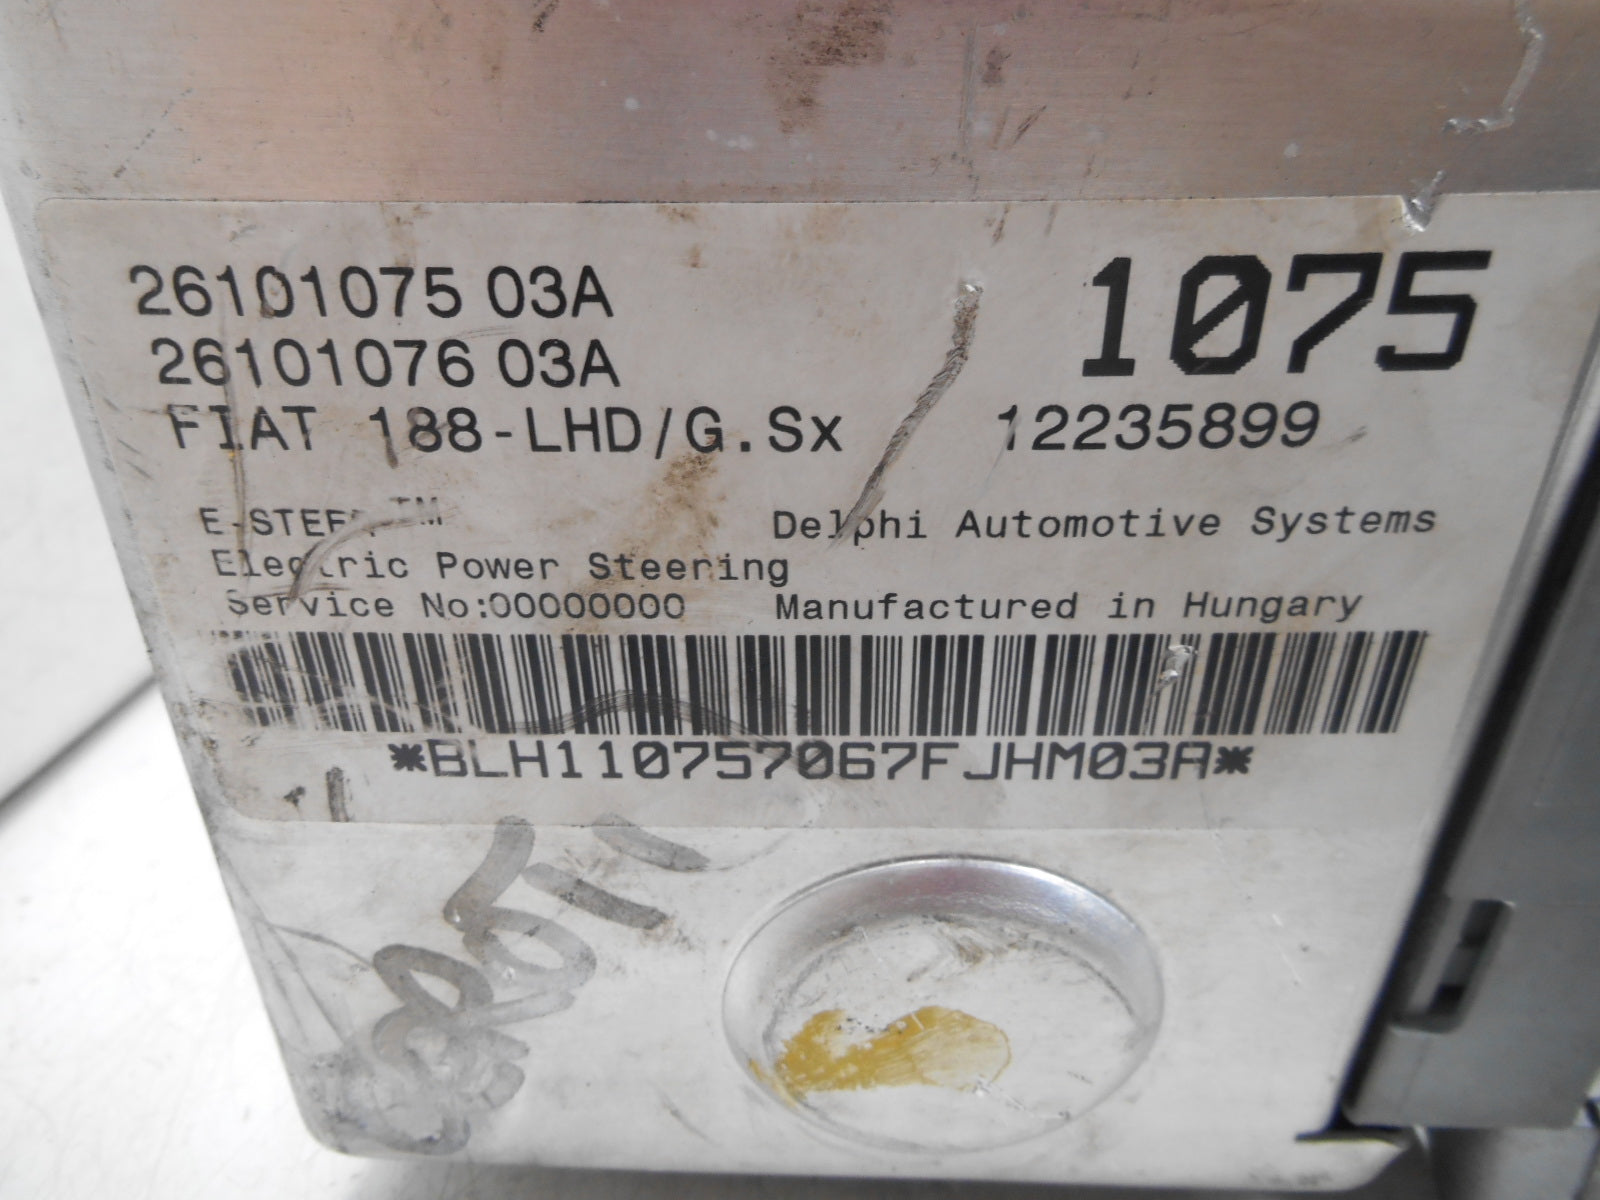 26101075 03A
1075
26101076 03A
FIAT 188-LHD/G.Sx 12235899
E-STEER™ Delphi Automotive Systems
Electric Power Steering
Service No:00000000 Manufactured in Hungary
*BLH110757067FJHM03A*